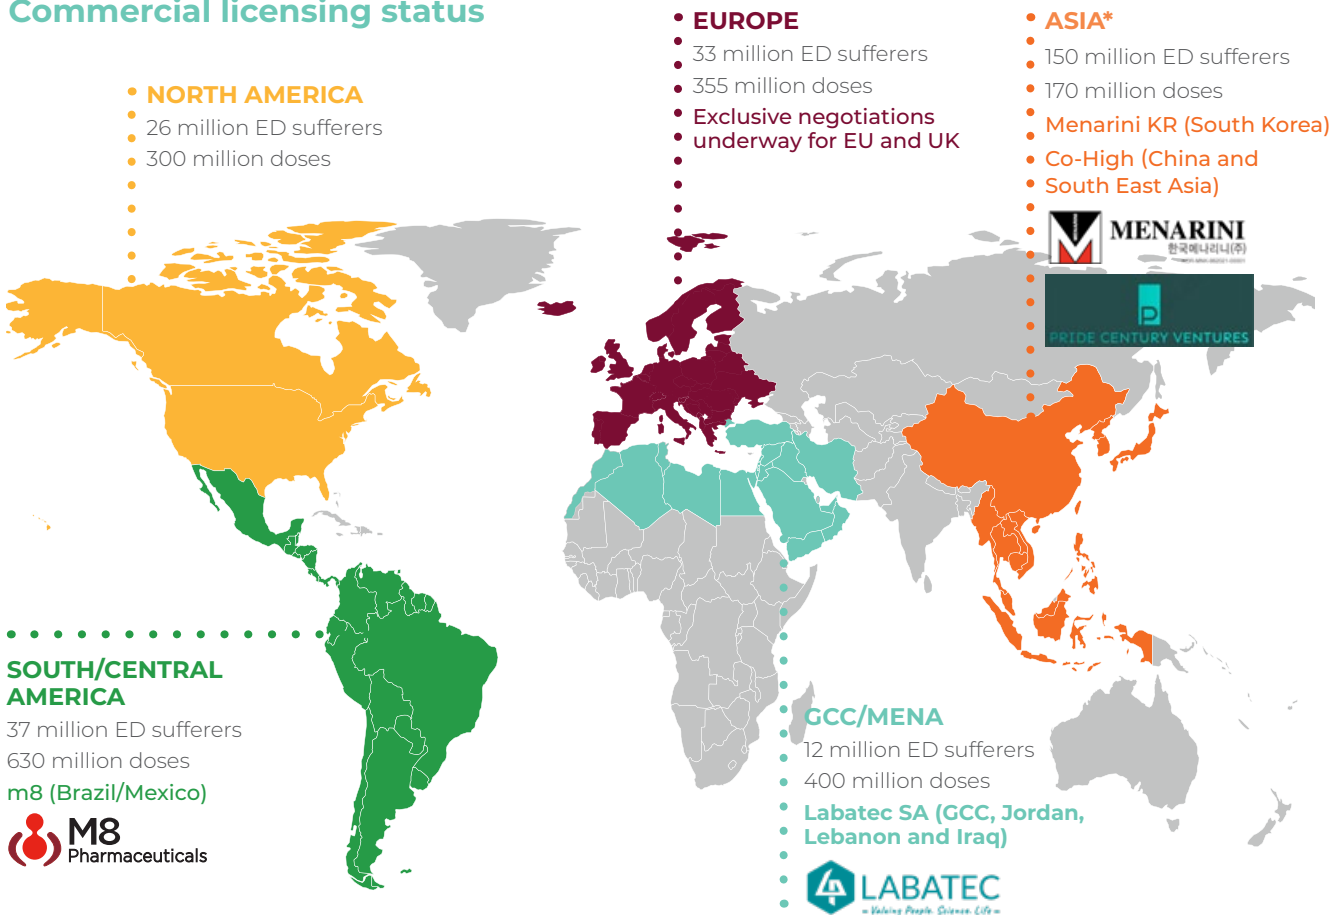 Commercial licensing status
NORTH AMERICA
26 million ED sufferers
300 million doses
EUROPE
33 million ED sufferers
355 million doses
Exclusive negotiations
underway for EU and UK
ASIA*
150 million ED sufferers
170 million doses
Menarini KR (South Korea)
Co-High (China and
South East Asia)
MENARINI
한국메나리니(주)
PRIDE CENTURY VENTURES
SOUTH/CENTRAL
AMERICA
37 million ED sufferers
630 million doses
m8 (Brazil/Mexico)
M8
Pharmaceuticals
GCC/MENA
12 million ED sufferers
400 million doses
Labatec SA (GCC, Jordan,
Lebanon and Iraq)
LABATEC
Valuing People. Science. Life